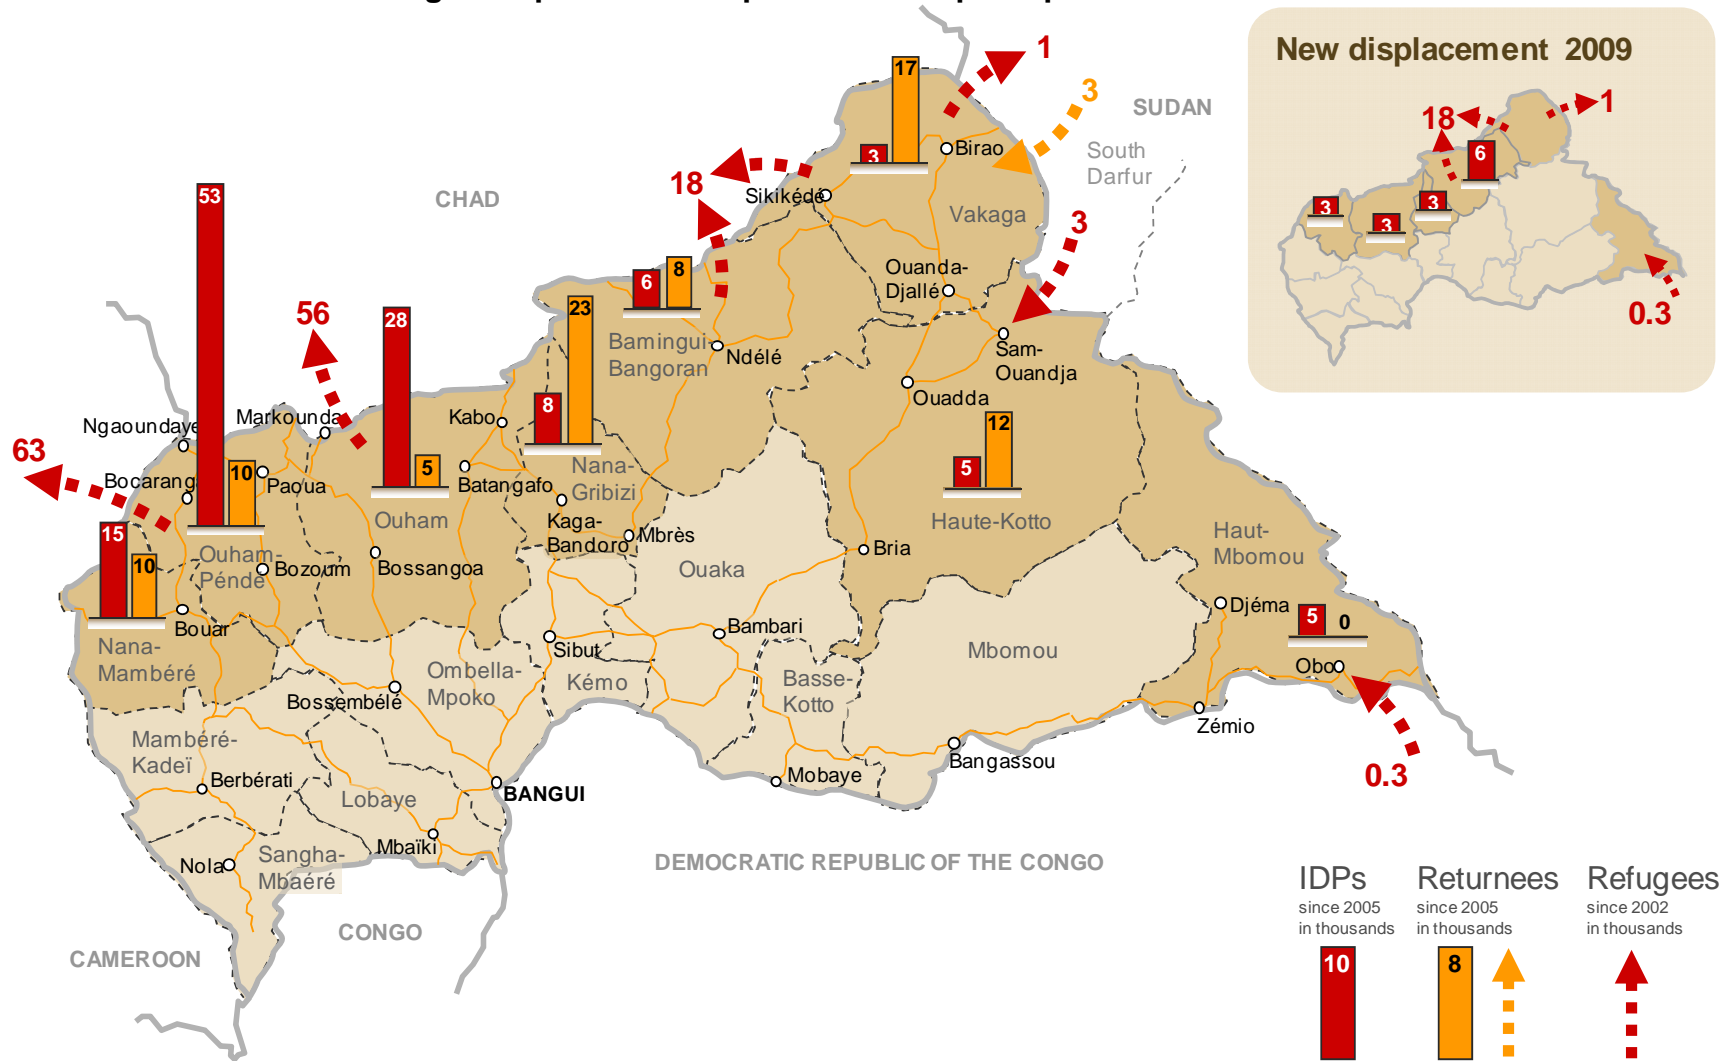 New displacement 2009
18
1
6
3
3
3
0.3
1
3
SUDAN
South
Darfur
17
3
Birao
18
Sikikédé
Vakaga
3
CHAD
53
Ouanda-
Djallé
6
8
56
28
23
Bamingui-
Bangoran
Ndélé
Sam-
Ouandja
Ouadda
8
Kabo
Markounda
Ngaoundaye
63
12
5
10
5
Bocaranga
Paoua
Batangafo
Nana-
Gribizi
Ouham
Kaga-
Bandoro
Mbrès
Haute-Kotto
Haut-
Mbomou
15
10
Ouham-
Péndé
Bozoum
Bossangoa
Ouaka
Bria
Djéma
5
0
Bouar
Bambari
Sibut
Mbomou
Nana-
Mambéré
Ombella-
Mpoko
Kémo
Basse-
Kotto
Obo
Bossembélé
Zémio
Mambéré-
Kadeï
Bangassou
0.3
Berbérati
Mobaye
Lobaye
BANGUI
Mbaïki
Nola
Sangha-
Mbaéré
DEMOCRATIC REPUBLIC OF THE CONGO
CONGO
CAMEROON
IDPs
since 2005
in thousands
10
Returnees
since 2005
in thousands
8
Refugees
since 2002
in thousands